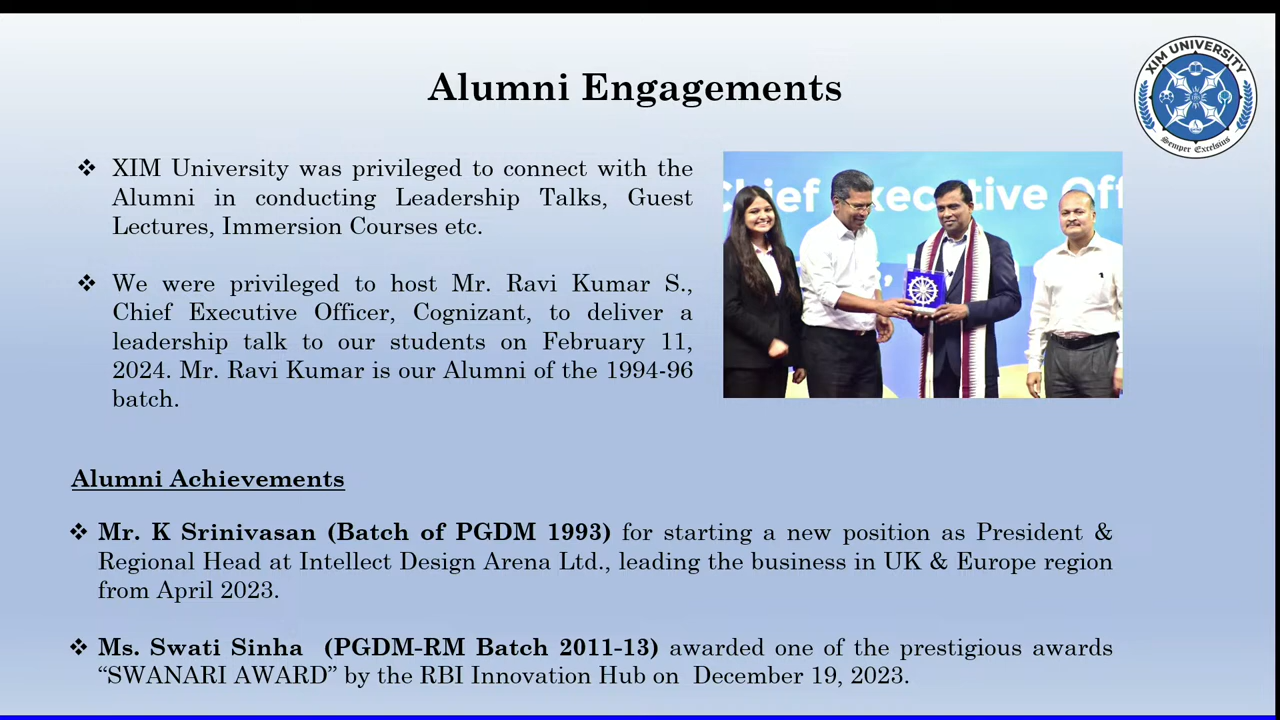 Alumni Engagements
XIM UNIVERSITY
Semper Excelsius
❖ XIM University was privileged to connect with the
Alumni in conducting Leadership Talks, Guest
Lectures, Immersion Courses etc.
❖ We were privileged to host Mr. Ravi Kumar S.,
Chief Executive Officer, Cognizant, to deliver a
leadership talk to our students on February 11,
2024. Mr. Ravi Kumar is our Alumni of the 1994-96
batch.
Chief Executive Off
Alumni Achievements
❖ Mr. K Srinivasan (Batch of PGDM 1993) for starting a new position as President &
Regional Head at Intellect Design Arena Ltd., leading the business in UK & Europe region
from April 2023.
❖ Ms. Swati Sinha (PGDM-RM Batch 2011-13) awarded one of the prestigious awards
“SWANARI AWARD” by the RBI Innovation Hub on December 19, 2023.